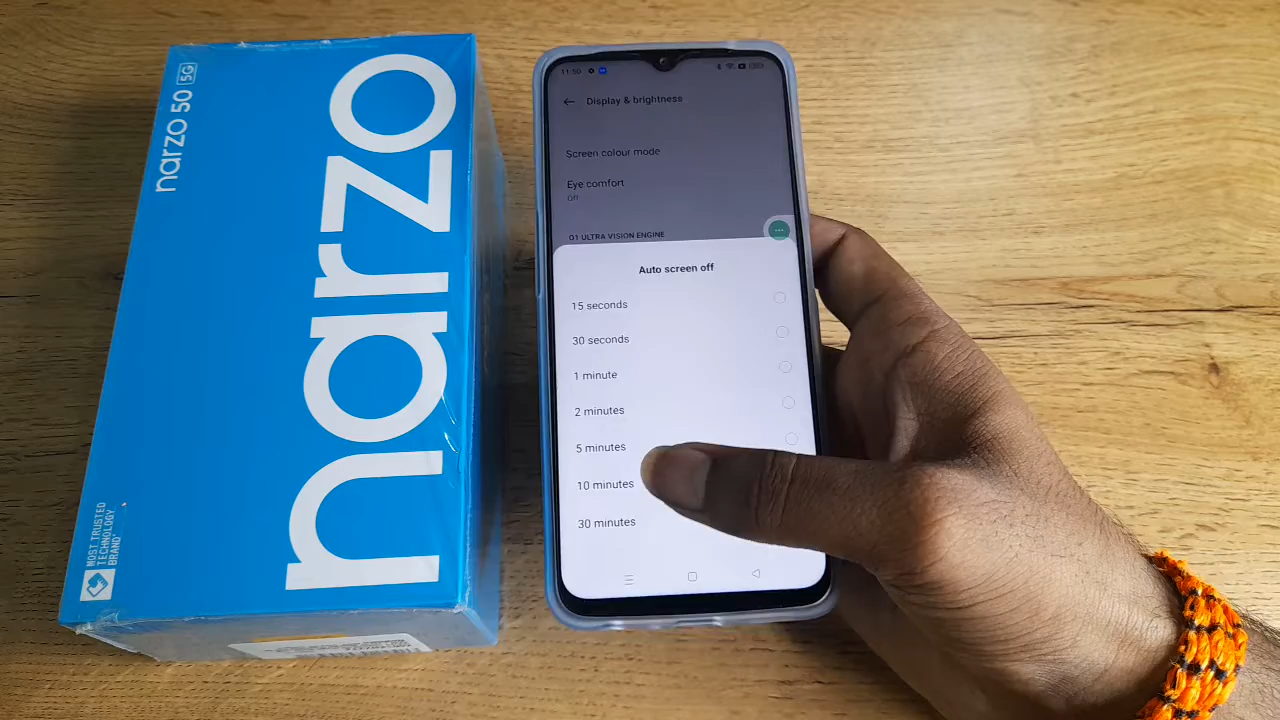 narzo 50 5G
narzo
MOST TRUSTED
TECHNOLOGY
BRAND*
11:50
Display & brightness
Screen colour mode
Eye comfort
Off
O1 ULTRA VISION ENGINE
Auto screen off
15 seconds
30 seconds
1 minute
2 minutes
5 minutes
10 minutes
30 minutes